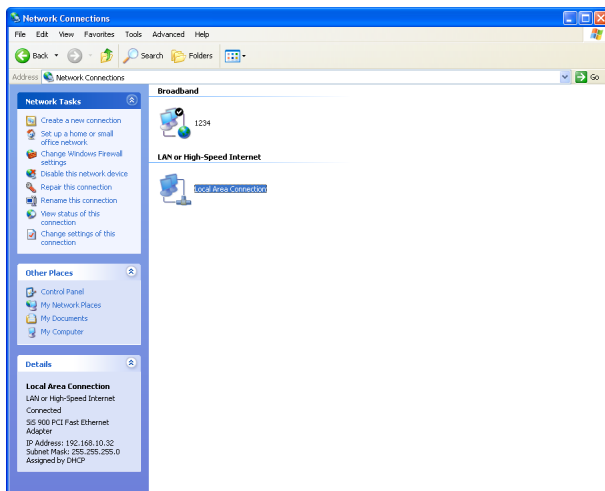 Network Connections
File Edit View Favorites Tools Advanced Help
Back Search Folders
Address Network Connections Go
Network Tasks
Create a new connection
Set up a home or small
office network
Change Windows Firewall
settings
Disable this network device
Repair this connection
Rename this connection
View status of this
connection
Change settings of this
connection
Other Places
Control Panel
My Network Places
My Documents
My Computer
Details
Local Area Connection
LAN or High-Speed Internet
Connected
SiS 900 PCI Fast Ethernet
Adapter
IP Address: 192.168.10.32
Subnet Mask: 255.255.255.0
Assigned by DHCP
Broadband
1234
LAN or High-Speed Internet
Local Area Connection